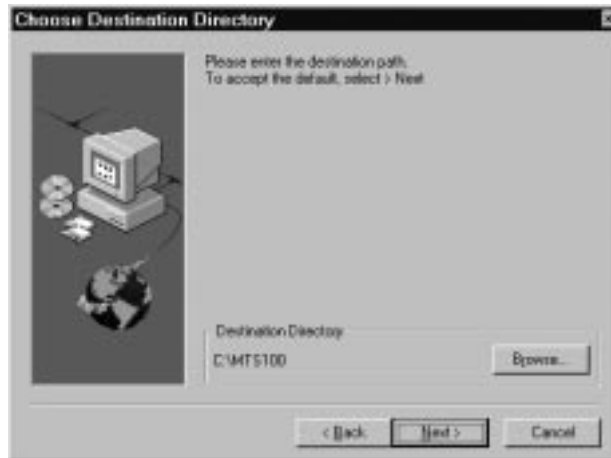 Choose Destination Directory
Please enter the destination path.
To accept the default, select > Next
Destination Directory
C:\MTS100
Browse...
< Back
Next >
Cancel